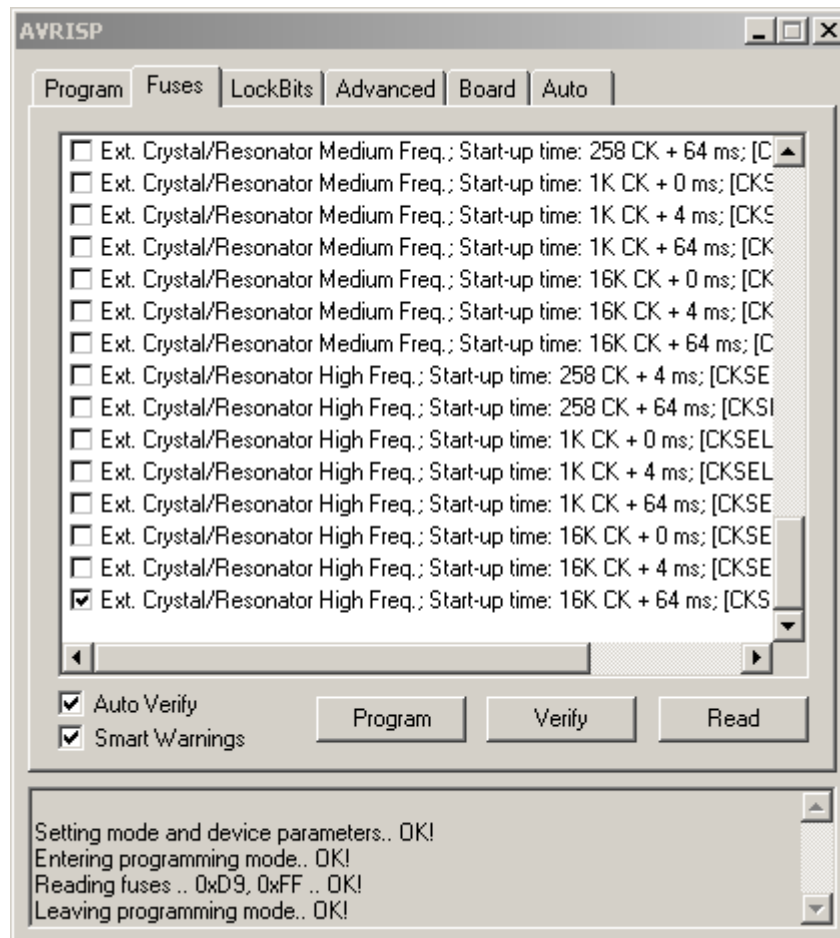 AVRISP
Program Fuses LockBits Advanced Board Auto
Ext. Crystal/Resonator Medium Freq.; Start-up time: 258 CK + 64 ms; [C
Ext. Crystal/Resonator Medium Freq.; Start-up time: 1K CK + 0 ms; [CKS
Ext. Crystal/Resonator Medium Freq.; Start-up time: 1K CK + 4 ms; [CKS
Ext. Crystal/Resonator Medium Freq.; Start-up time: 1K CK + 64 ms; [CK
Ext. Crystal/Resonator Medium Freq.; Start-up time: 16K CK + 0 ms; [CK
Ext. Crystal/Resonator Medium Freq.; Start-up time: 16K CK + 4 ms; [CK
Ext. Crystal/Resonator Medium Freq.; Start-up time: 16K CK + 64 ms; [C
Ext. Crystal/Resonator High Freq.; Start-up time: 258 CK + 4 ms; [CKSE
Ext. Crystal/Resonator High Freq.; Start-up time: 258 CK + 64 ms; [CKSI
Ext. Crystal/Resonator High Freq.; Start-up time: 1K CK + 0 ms; [CKSEL
Ext. Crystal/Resonator High Freq.; Start-up time: 1K CK + 4 ms; [CKSEL
Ext. Crystal/Resonator High Freq.; Start-up time: 1K CK + 64 ms; [CKSE
Ext. Crystal/Resonator High Freq.; Start-up time: 16K CK + 0 ms; [CKSE
Ext. Crystal/Resonator High Freq.; Start-up time: 16K CK + 4 ms; [CKSE
Ext. Crystal/Resonator High Freq.; Start-up time: 16K CK + 64 ms; [CKS
Auto Verify
Smart Warnings
Program Verify Read
Setting mode and device parameters.. OK!
Entering programming mode.. OK!
Reading fuses .. 0xD9, 0xFF .. OK!
Leaving programming mode.. OK!